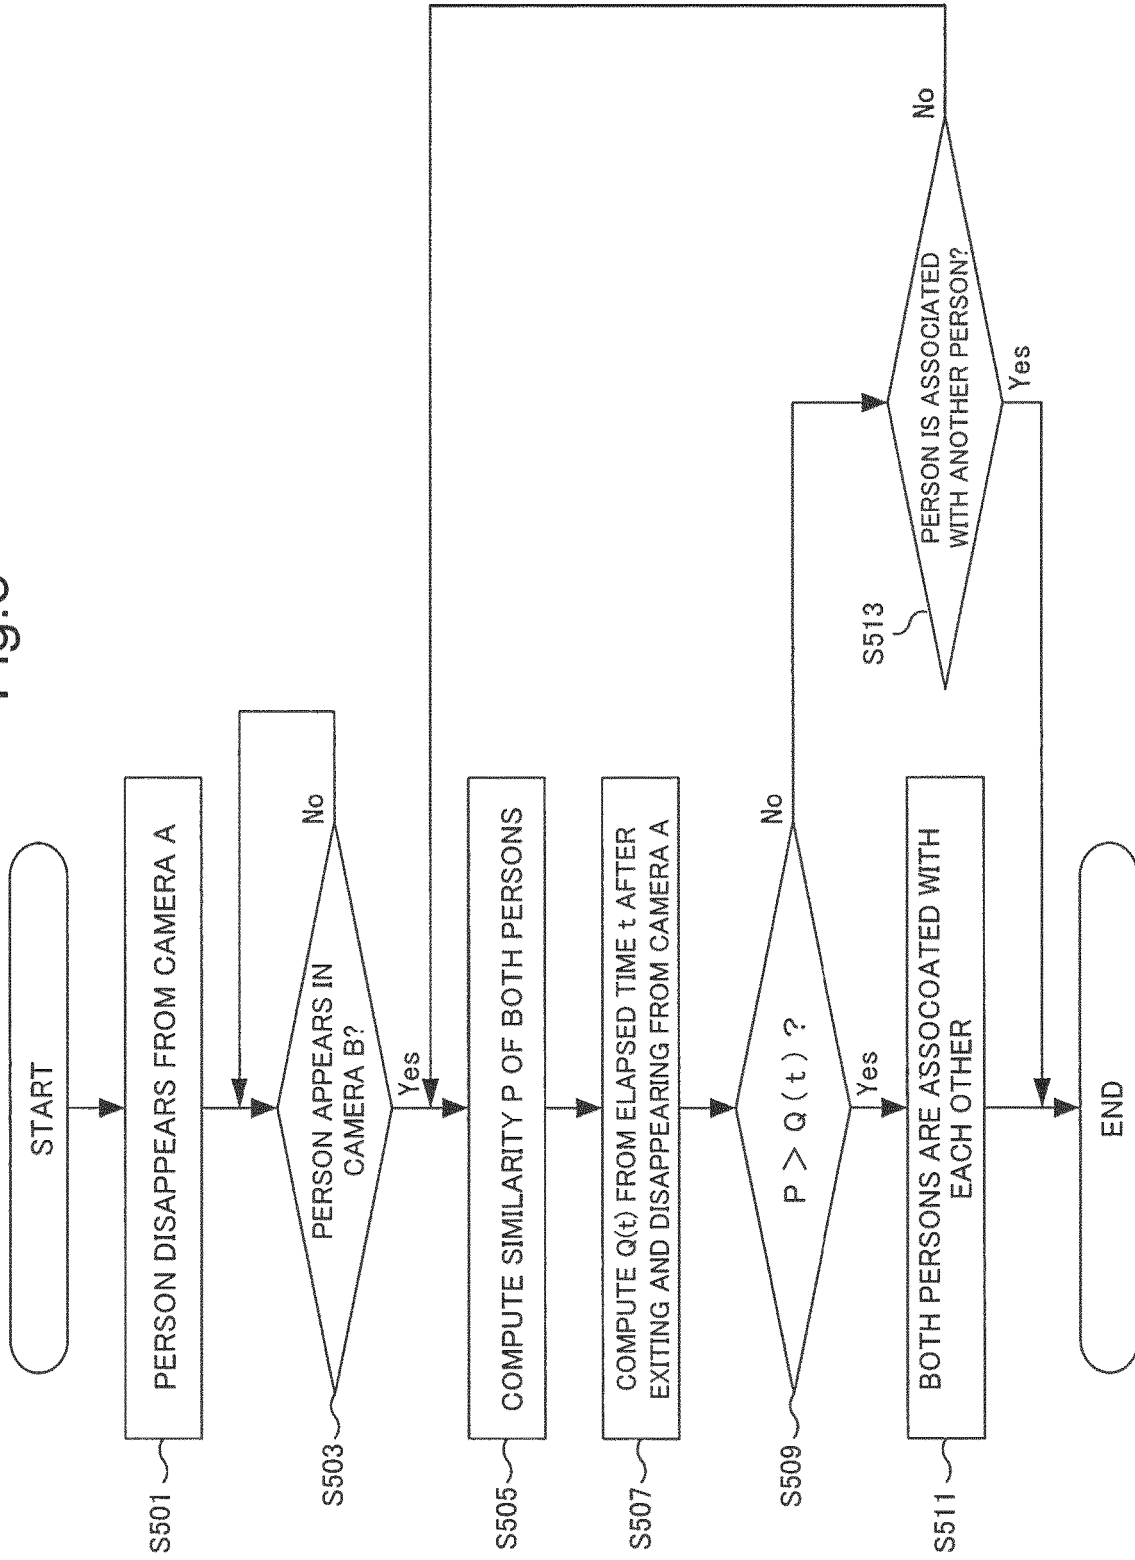 START
S501
PERSON DISAPPEARS FROM CAMERA A
S503
PERSON APPEARS IN
CAMERA B?
No
Yes
S505
COMPUTE SIMILARITY P OF BOTH PERSONS
S507
COMPUTE Q(t) FROM ELAPSED TIME t AFTER
EXITING AND DISAPPEARING FROM CAMERA A
S509
P > Q ( t ) ?
No
Yes
S511
BOTH PERSONS ARE ASSOCOATED WITH
EACH OTHER
S513
PERSON IS ASSOCIATED
WITH ANOTHER PERSON?
No
Yes
END